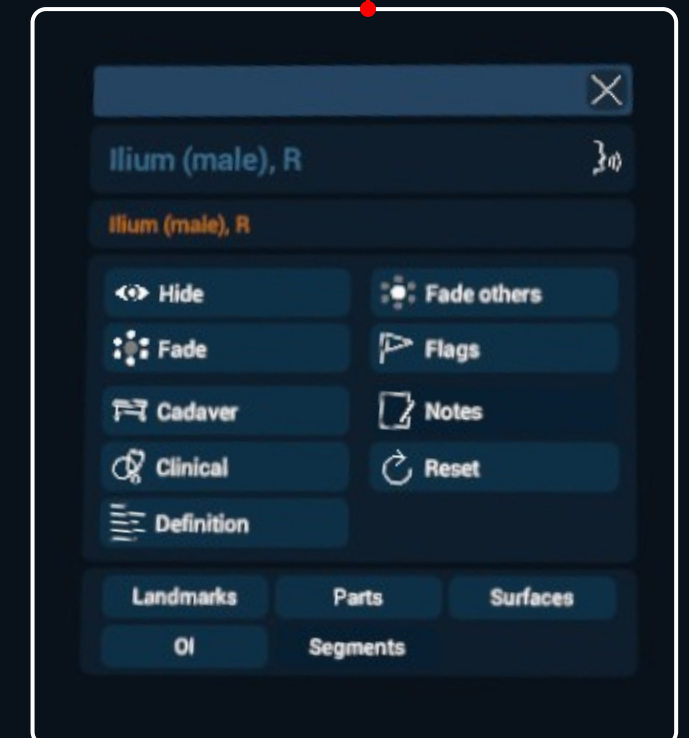 Ilium (male), R
Ilium (male), R
Hide
Fade others
Fade
Flags
Cadaver
Notes
Clinical
Reset
Definition
Landmarks Parts Surfaces
OI Segments